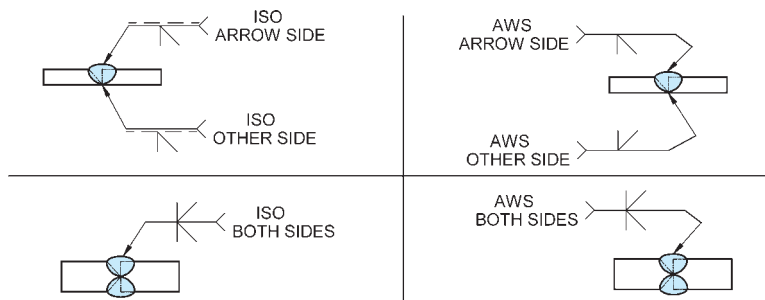 ISO
ARROW SIDE
ISO
OTHER SIDE
AWS
ARROW SIDE
AWS
OTHER SIDE
ISO
BOTH SIDES
AWS
BOTH SIDES